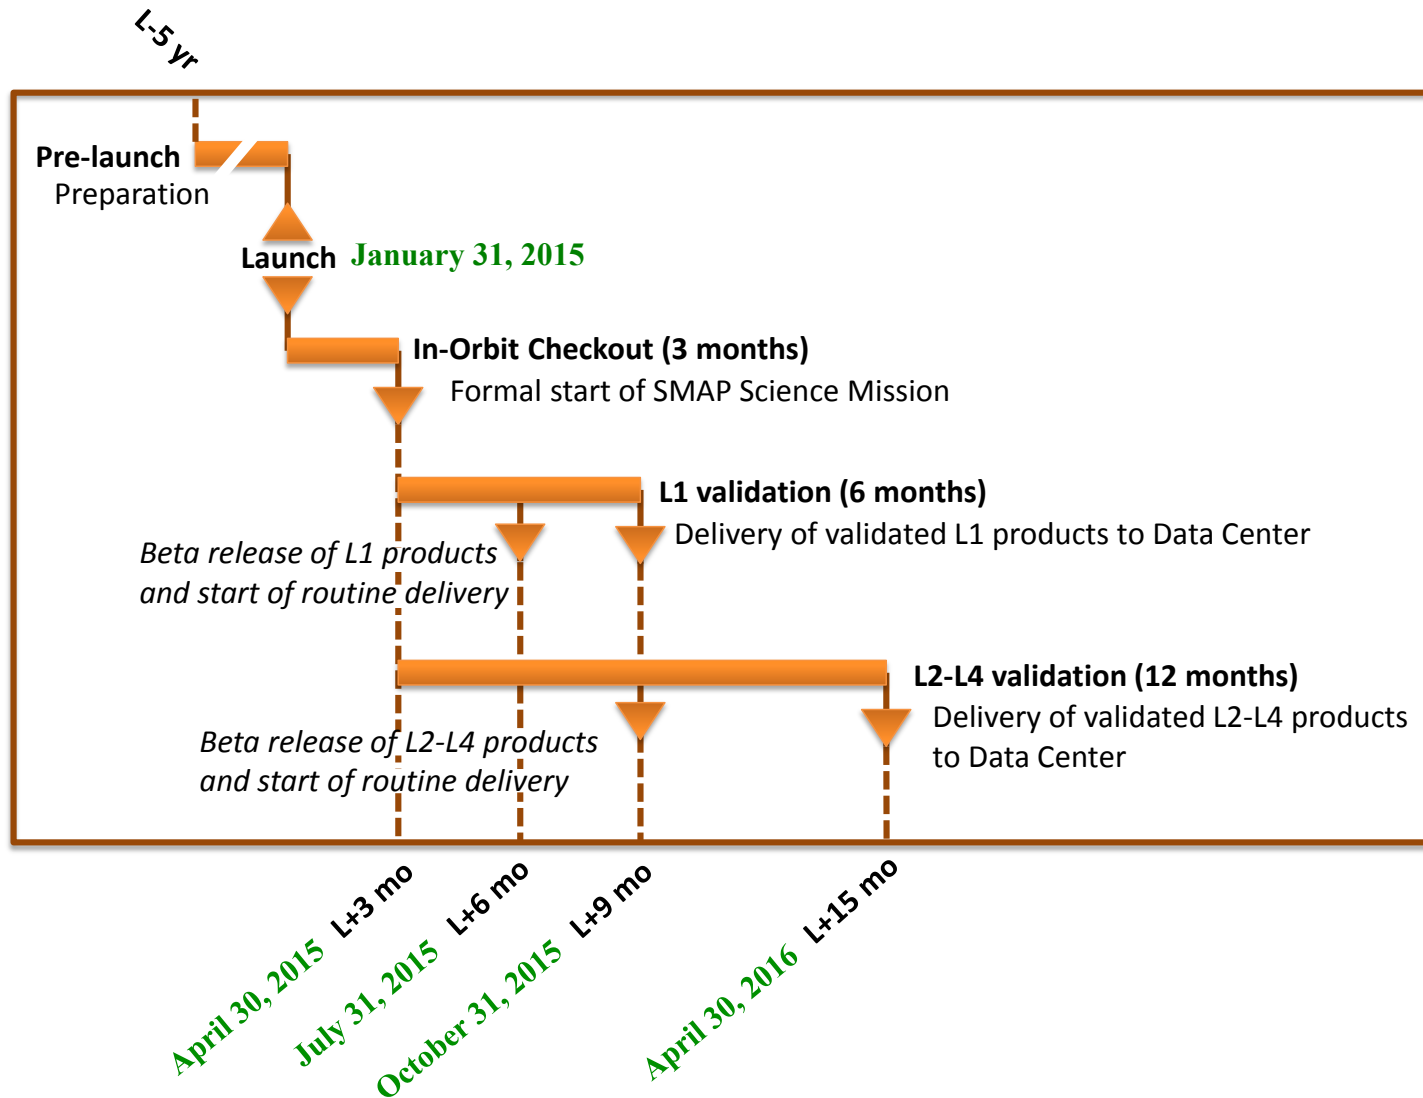 L-5 yr
Pre-launch
Preparation
Launch January 31, 2015
In-Orbit Checkout (3 months)
Formal start of SMAP Science Mission
L1 validation (6 months)
Delivery of validated L1 products to Data Center
Beta release of L1 products
and start of routine delivery
L2-L4 validation (12 months)
Delivery of validated L2-L4 products
to Data Center
Beta release of L2-L4 products
and start of routine delivery
April 30, 2015 L+3 mo
July 31, 2015 L+6 mo
October 31, 2015 L+9 mo
April 30, 2016 L+15 mo